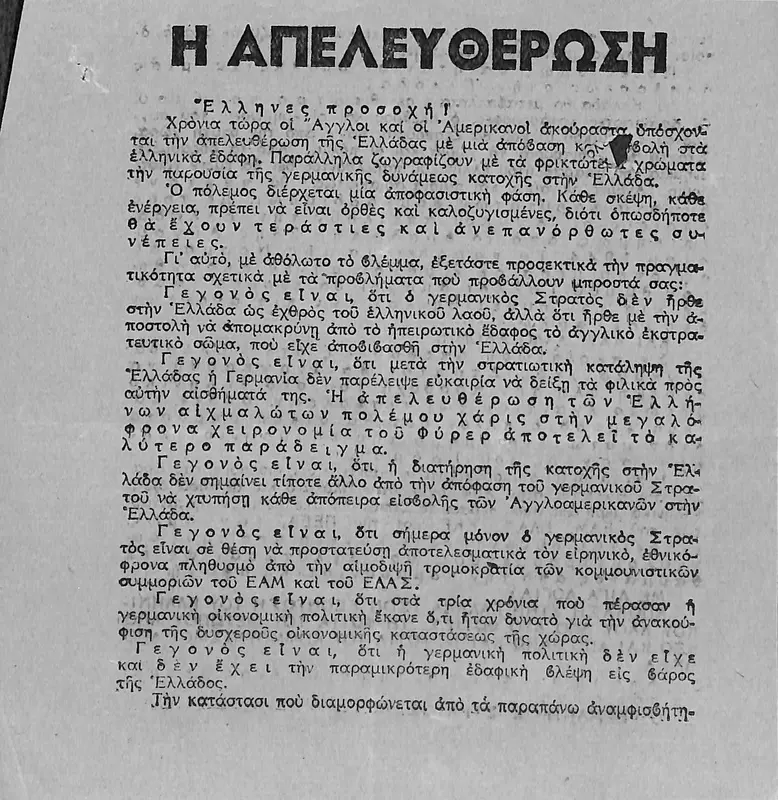 Η ΑΠΕΛΕΥΘΕΡΩΣΗ
Ἕλληνες προσοχή!
Χρόνια τώρα οἱ Ἄγγλοι καί οἱ Ἀμερικανοί ἀκούραστα ὑπόσχον-
ται τὴν ἀπελευθέρωση τῆς Ἑλλάδας μὲ μιὰ ἀπόβαση στὰ
ἑλληνικὰ ἐδάφη. Παράλληλα ζωγραφίζουν μὲ τὰ φρικτώτερα χρώματα
τὴν παρουσία τῆς γερμανικῆς δυνάμεως κατοχῆς στὴν Ἑλλάδα.
Ὁ πόλεμος διέρχεται μία ἀποφασιστική φάση. Κάθε σκέψη, κάθε
ἐνέργεια, πρέπει νὰ εἶναι ὀρθὲς καὶ καλοζυγισμένες, διότι ὁπωσδήποτε
θὰ ἔχουν τεράστιες καὶ ἀνεπανόρθωτες συ-
νέπειες.
Γι' αὐτό, μὲ ἀθόλωτο τὸ βλέμμα, ἐξετάστε προσεκτικὰ τὴν πραγμα-
τικότητα σχετικὰ μὲ τὰ προβλήματα ποὺ προβάλλουν μπροστά σας:
Γεγονὸς εἶναι, ὅτι ὁ γερμανικὸς Στρατὸς δὲν ἦρθε
στὴν Ἑλλάδα ὡς ἐχθρὸς τοῦ ἑλληνικοῦ λαοῦ, ἀλλὰ ὅτι ἦρθε μὲ τὴν ἀ-
ποστολὴ νὰ ἀπομακρύνῃ ἀπὸ τὸ ἠπειρωτικὸ ἔδαφος τὸ ἀγγλικὸ ἐκστρα-
τευτικὸ σῶμα, ποὺ εἶχε ἀποβιβασθῆ στὴν Ἑλλάδα.
Γεγονὸς εἶναι, ὅτι μετὰ τὴν στρατιωτικὴ κατάληψη τῆς
Ἑλλάδας ἡ Γερμανία δὲν παρέλειψε εὐκαιρία νὰ δείξῃ τὰ φιλικὰ πρὸς
αὐτὴν αἰσθήματά της. Ἡ ἀπελευθέρωση τῶν Ἑλλή-
νων αἰχμαλώτων πολέμου χάρις στὴν μεγαλό-
φρονα χειρονομία τοῦ Φύρερ ἀποτελεῖ τὸ κα-
λύτερο παράδειγμα.
Γεγονὸς εἶναι, ὅτι ἡ διατήρηση τῆς κατοχῆς στὴν Ἑλ-
λάδα δὲν σημαίνει τίποτε ἄλλο ἀπὸ τὴν ἀπόφαση τοῦ γερμανικοῦ Στρα-
τοῦ νὰ χτυπήσῃ κάθε ἀπόπειρα εἰσβολῆς τῶν Ἀγγλοαμερικανῶν στὴν
Ἑλλάδα.
Γεγονὸς εἶναι, ὅτι σήμερα μόνον ὁ γερμανικὸς Στρα-
τὸς εἶναι σὲ θέση νὰ προστατεύσῃ ἀποτελεσματικὰ τὸν εἰρηνικὸ, ἐθνικό-
φρονα πληθυσμὸ ἀπὸ τὴν αἱμοδιψῆ τρομοκρατία τῶν κομμουνιστικῶν
συμμοριῶν τοῦ ΕΑΜ καὶ τοῦ ΕΛΑΣ.
Γεγονὸς εἶναι, ὅτι στὰ τρία χρόνια ποὺ πέρασαν ἡ
γερμανικὴ οἰκονομικὴ πολιτικὴ ἔκανε ὅ,τι ἦταν δυνατὸ γιὰ τὴν ἀνακού-
φιση τῆς δυσχεροῦς οἰκονομικῆς καταστάσεως τῆς χώρας.
Γεγονὸς εἶναι, ὅτι ἡ γερμανικὴ πολιτικὴ δὲν εἶχε
καὶ δὲν ἔχει τὴν παραμικρότερη ἐδαφικὴ βλέψη εἰς βάρος
τῆς Ἑλλάδος.
Τὴν κατάστασι ποὺ διαμορφώνεται ἀπὸ τὰ παραπάνω ἀναμφισβήτη-